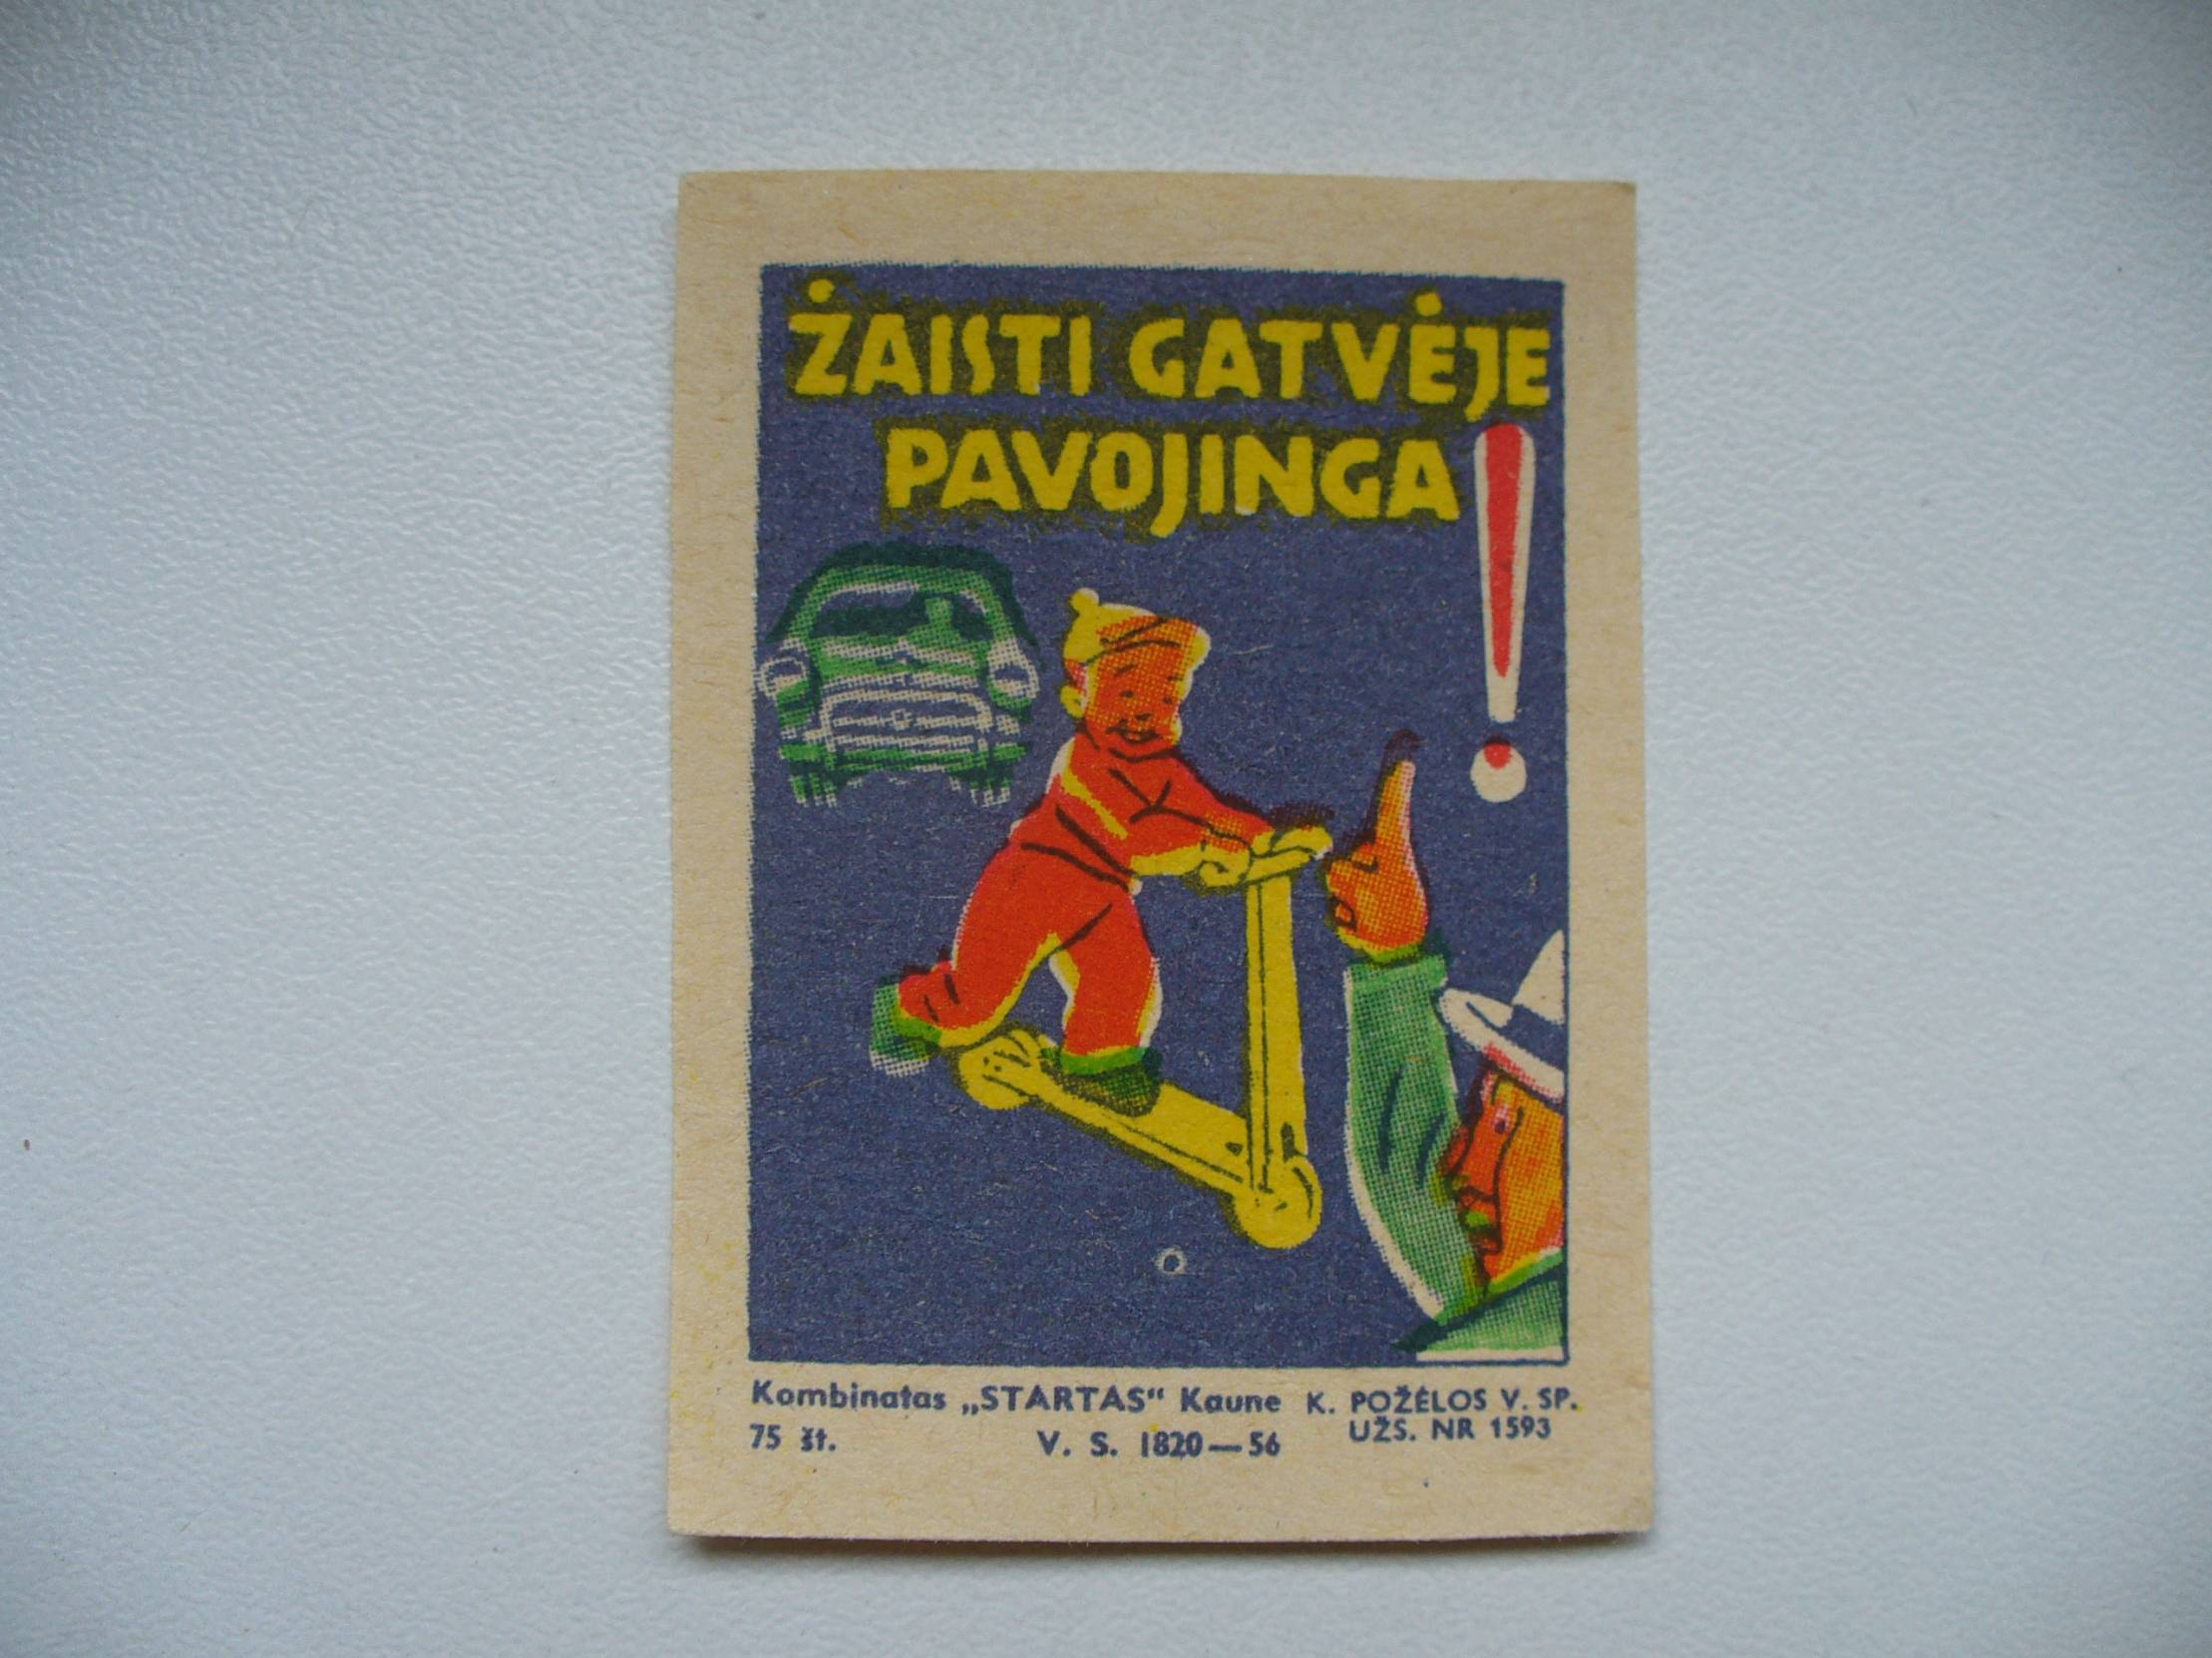 ŽAISTI GATVĖJE
PAVOJINGA!
Kombinatas „STARTAS“ Kaune
75 št.
V. S. 1820—56
K. POŽĖLOS V. SP.
UŽS. NR 1593